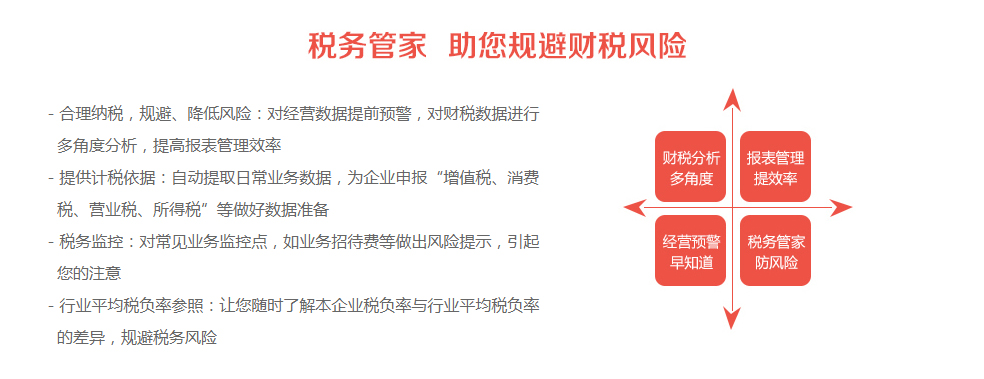 税务管家 助您规避财税风险
- 合理纳税，规避、降低风险：对经营数据提前预警，对财税数据进行
多角度分析，提高报表管理效率
- 提供计税依据：自动提取日常业务数据，为企业申报“增值税、消费
税、营业税、所得税”等做好数据准备
- 税务监控：对常见业务监控点，如业务招待费等做出风险提示，引起
您的注意
- 行业平均税负率参照：让您随时了解本企业税负率与行业平均税负率
的差异，规避税务风险
财税分析
多角度
报表管理
提效率
经营预警
早知道
税务管家
防风险